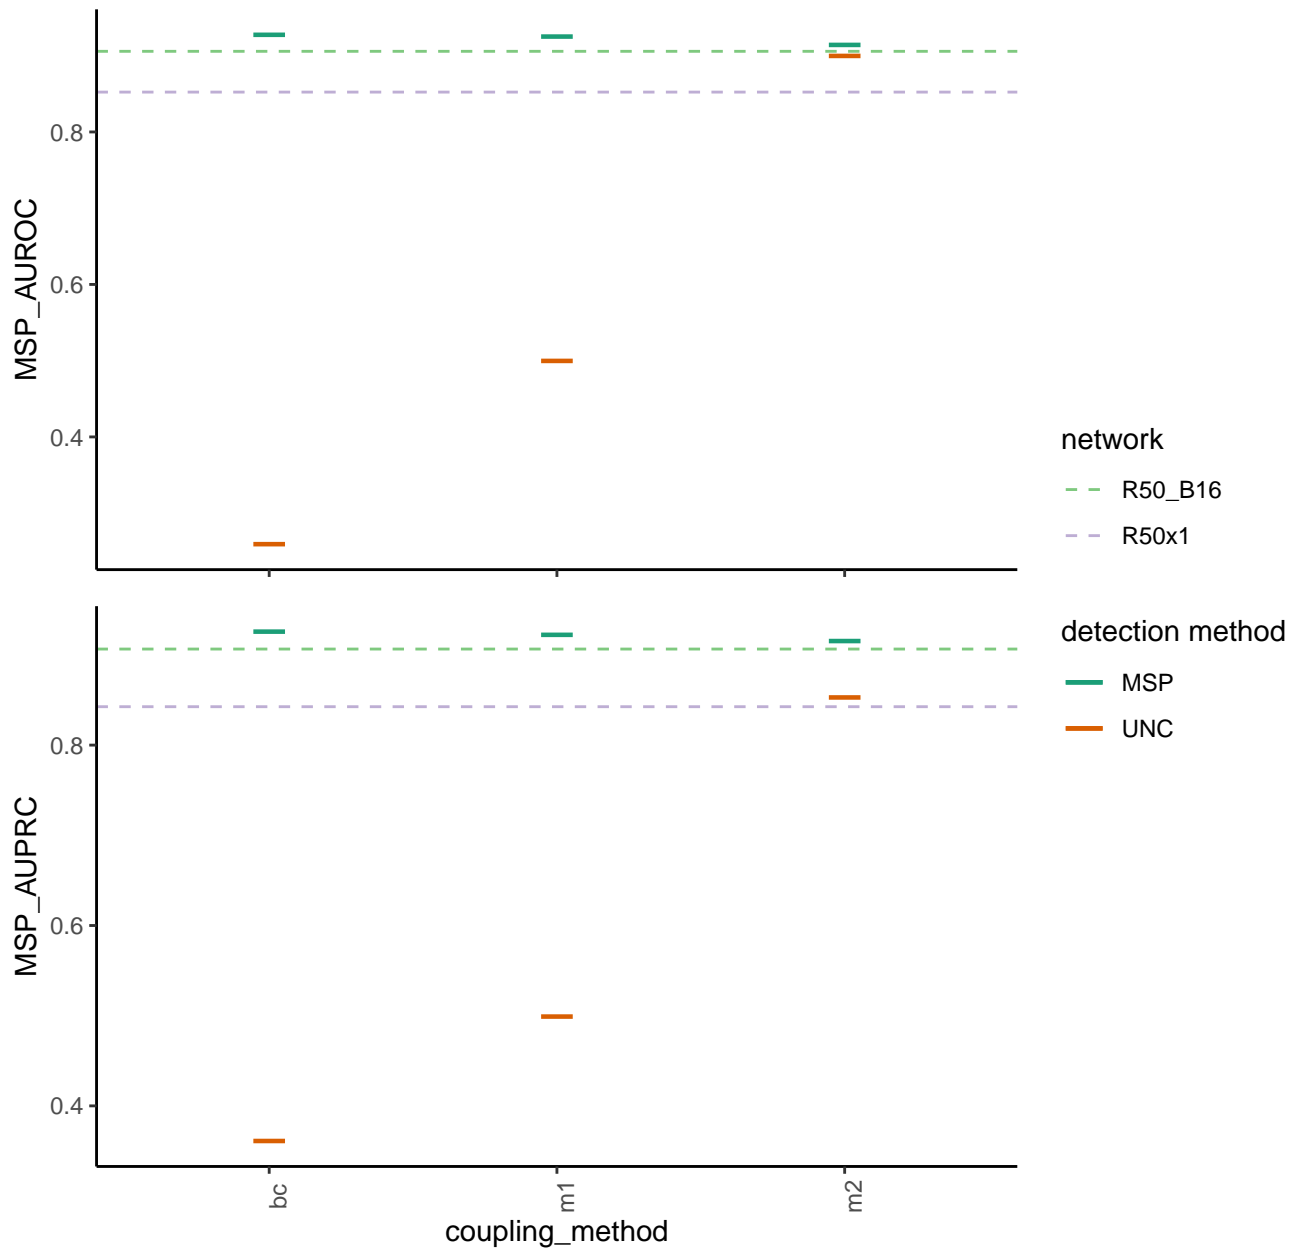 MSP_AUROC
0.8
0.6
0.4
MSP_AUPRC
0.8
0.6
0.4
bc
m1
m2
coupling_method
network
R50_B16
R50x1
detection method
MSP
UNC